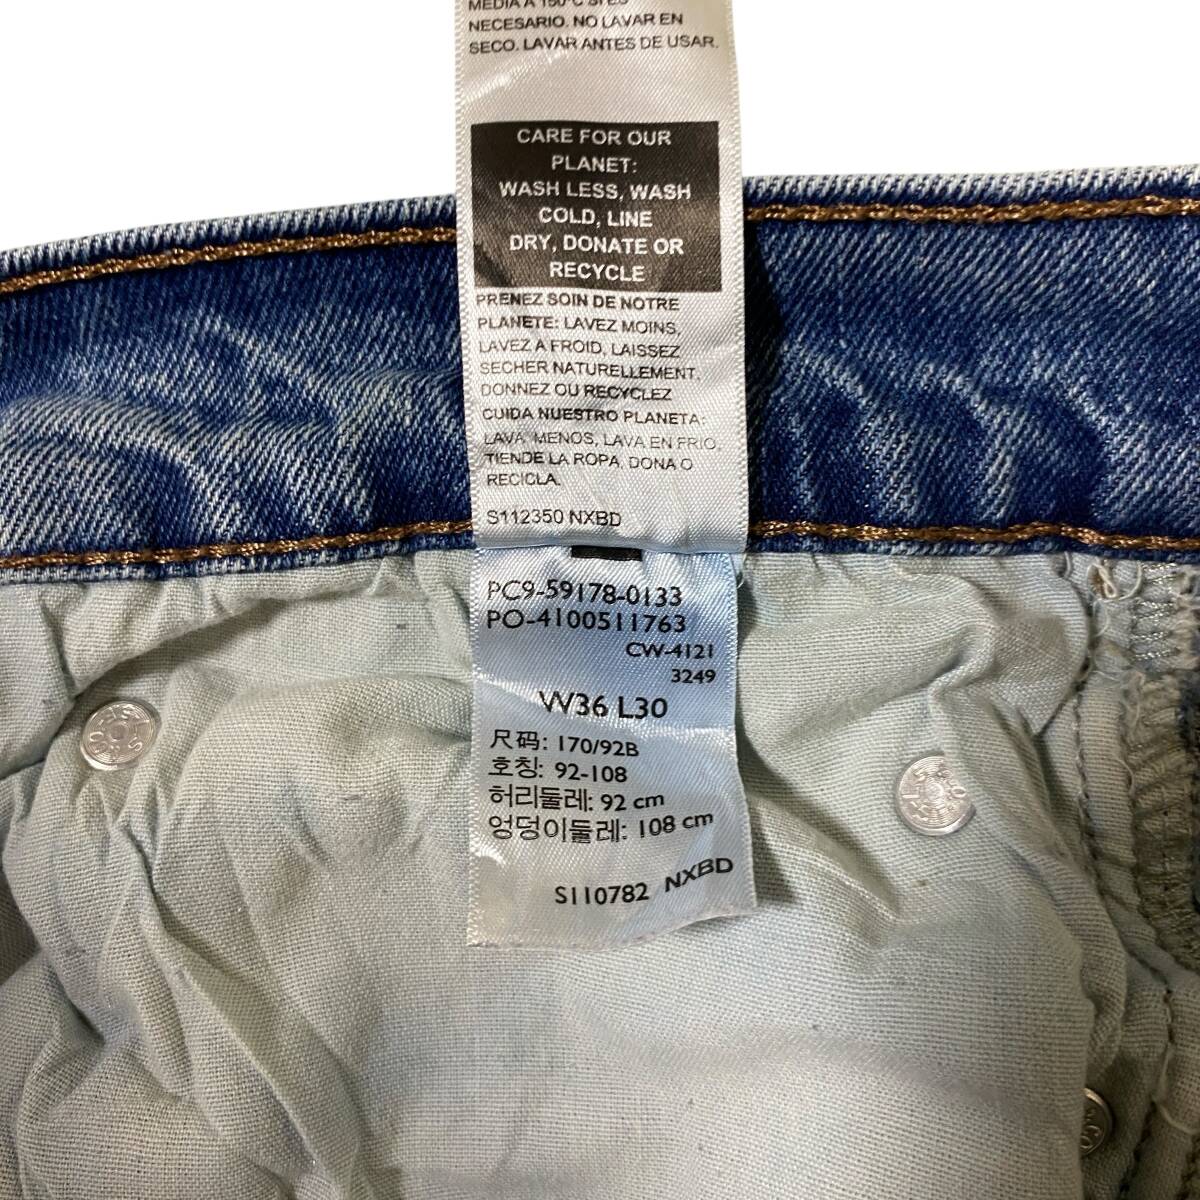 MEDIA A 150°C SI ES
NECESARIO. NO LAVAR EN
SECO. LAVAR ANTES DE USAR.
CARE FOR OUR
PLANET:
WASH LESS, WASH
COLD, LINE
DRY, DONATE OR
RECYCLE
PRENEZ SOIN DE NOTRE
PLANETE: LAVEZ MOINS,
LAVEZ A FROID, LAISSEZ
SECHER NATURELLEMENT,
DONNEZ OU RECYCLEZ
CUIDA NUESTRO PLANETA:
LAVA MENOS, LAVA EN FRIO,
TIENDE LA ROPA, DONA O
RECICLA.
S112350 NXBD
PC9-59178-0133
PO-4100511763
CW-4121
3249
W36 L30
尺码: 170/92B
호칭: 92-108
허리둘레: 92 cm
엉덩이둘레: 108 cm
S110782 NXBD